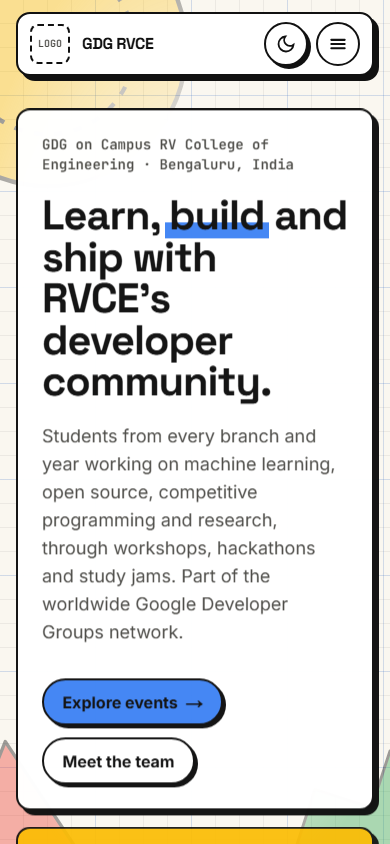 LOGO GDG RVCE
GDG on Campus RV College of
Engineering · Bengaluru, India
Learn, build and
ship with
RVCE’s
developer
community.
Students from every branch and
year working on machine learning,
open source, competitive
programming and research,
through workshops, hackathons
and study jams. Part of the
worldwide Google Developer
Groups network.
Explore events →
Meet the team